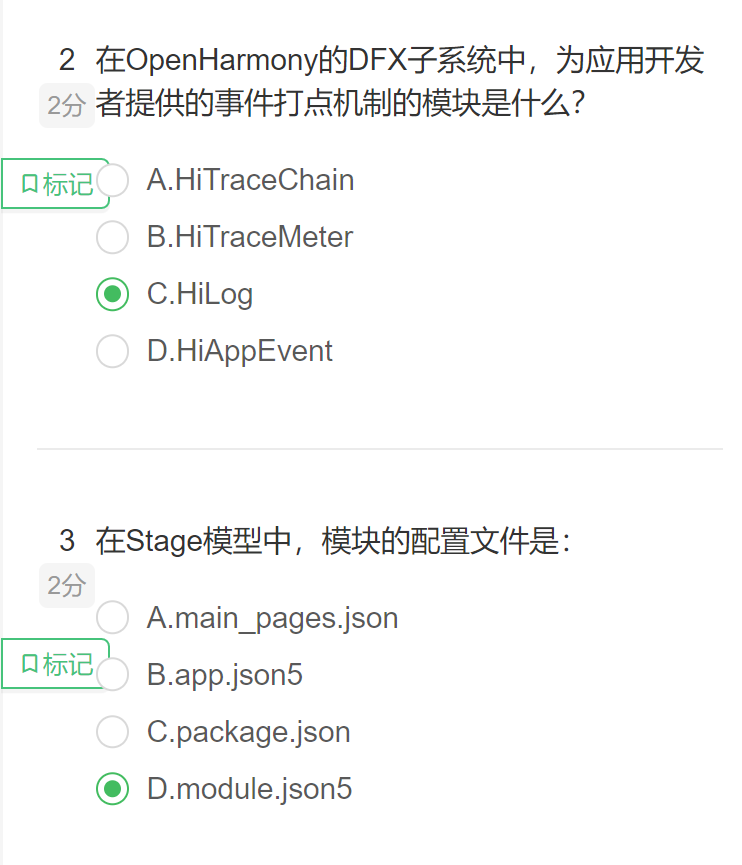 2 在OpenHarmony的DFX子系统中，为应用开发
2分 者提供的事件打点机制的模块是什么？
标记 A.HiTraceChain
B.HiTraceMeter
C.HiLog
D.HiAppEvent
3 在Stage模型中，模块的配置文件是：
2分
A.main_pages.json
标记 B.app.json5
C.package.json
D.module.json5